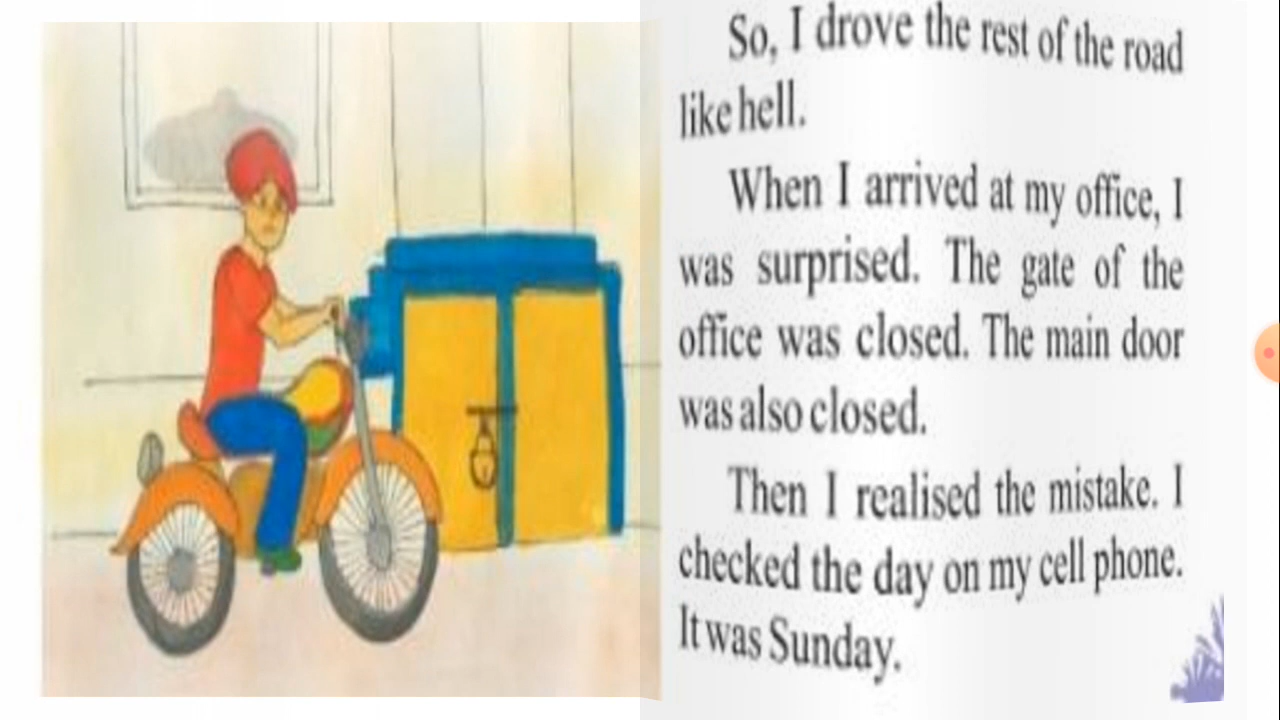 So, I drove the rest of the road
like hell.
When I arrived at my office, I
was surprised. The gate of the
office was closed. The main door
was also closed.
Then I realised the mistake. I
checked the day on my cell phone.
It was Sunday.